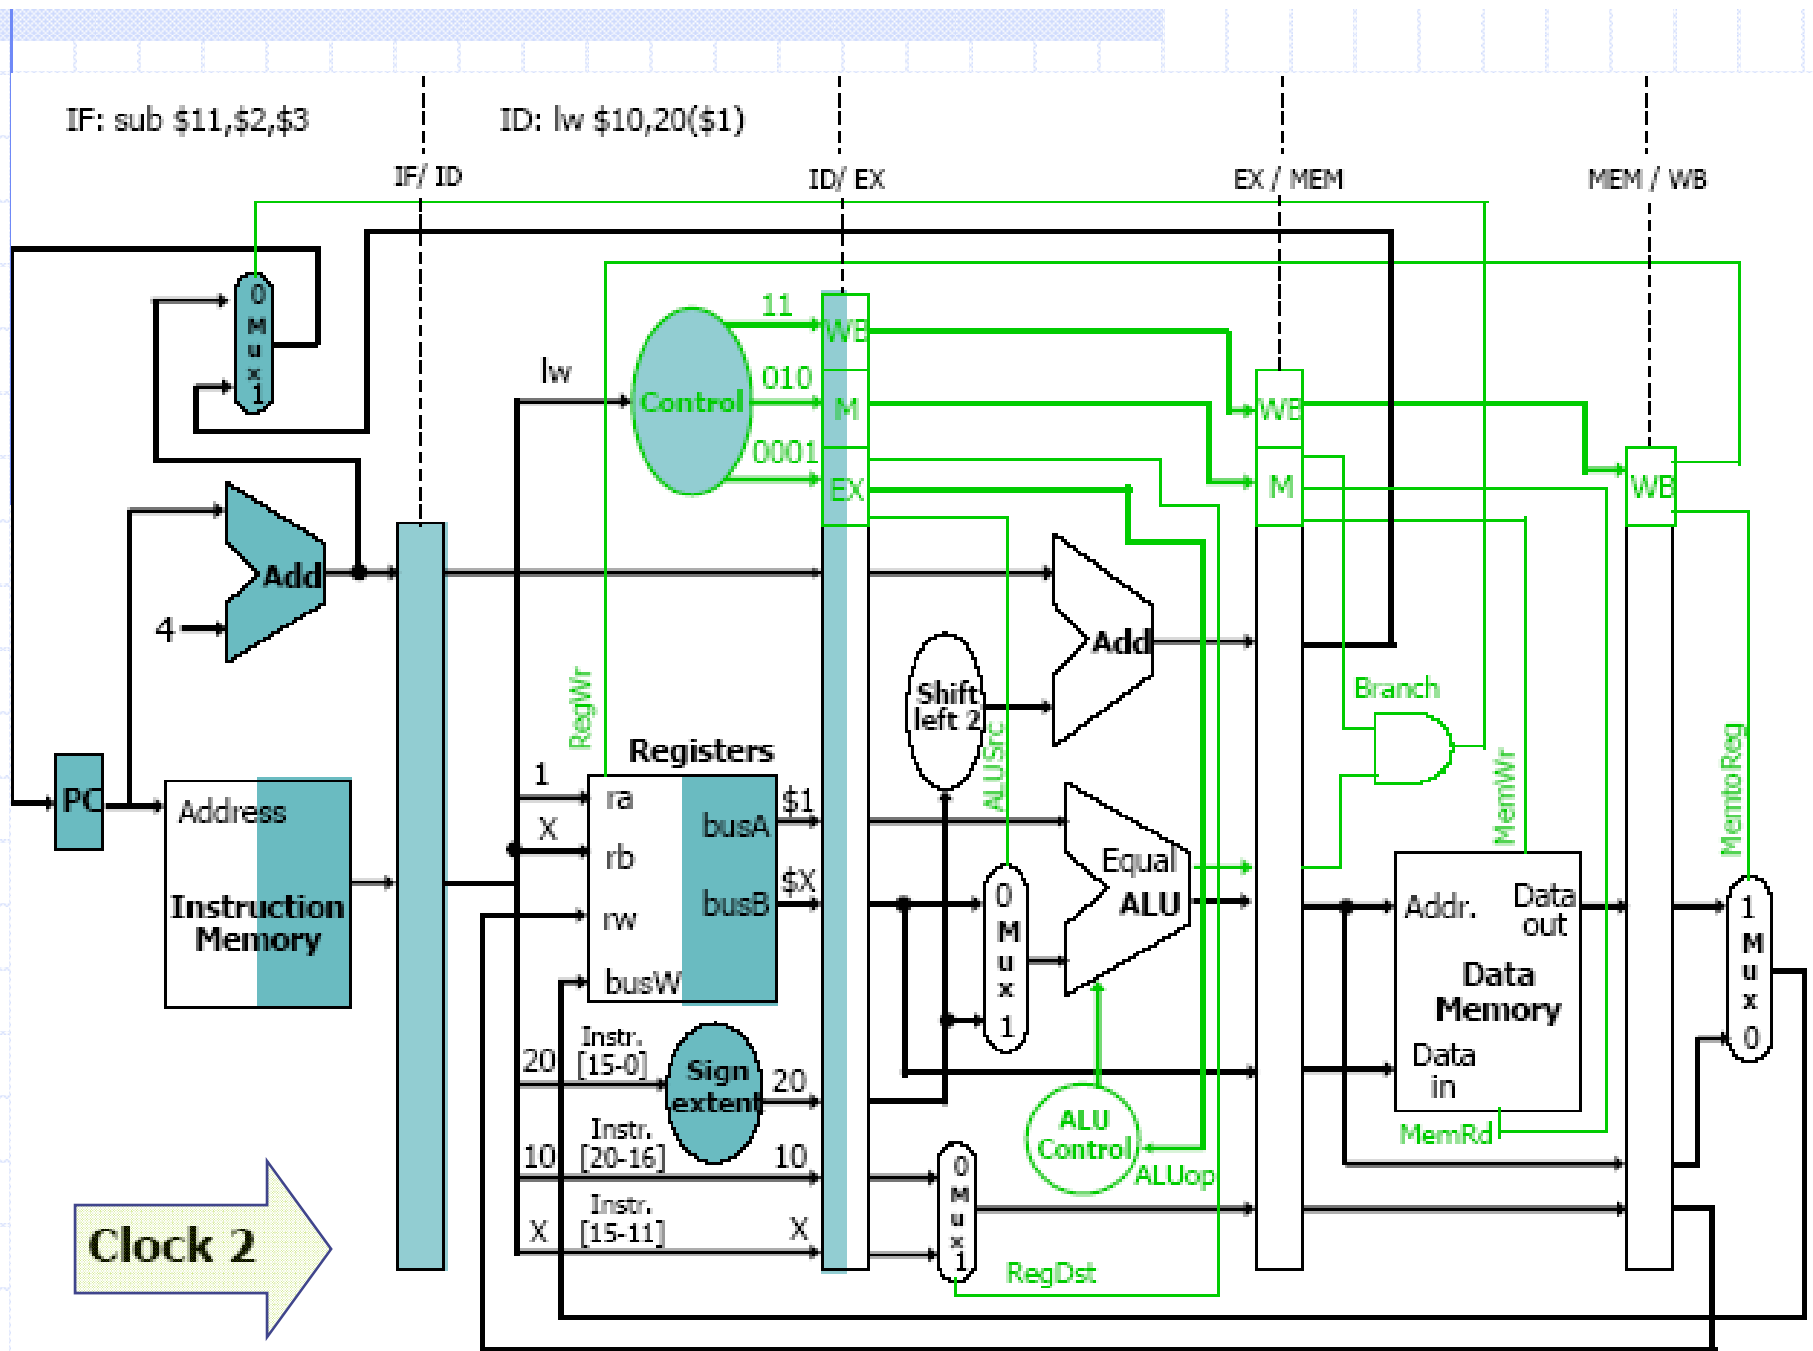 IF: sub $11,$2,$3
ID: lw $10,20($1)
IF/ ID
ID/ EX
EX / MEM
MEM / WB
0
M
u
x
1
11
WB
lw
010
Control
M
0001
EX
WB
M
WB
Add
4
Add
Shift
left 2
ALUSrc
Branch
RegWr
Registers
MemWr
MemtoReg
PC
Address
Instruction
Memory
1
ra
X
rb
rw
busW
busA
$1
busB
$X
Equal
ALU
0
M
u
x
1
Addr.
Data
out
Data
Memory
Data
in
1
M
u
x
0
Instr.
20
[15-0]
Sign
extent
20
ALU
Control
MemRd
ALUop
Instr.
10
[20-16]
10
Instr.
X
[15-11]
X
0
M
u
x
1
RegDst
Clock 2